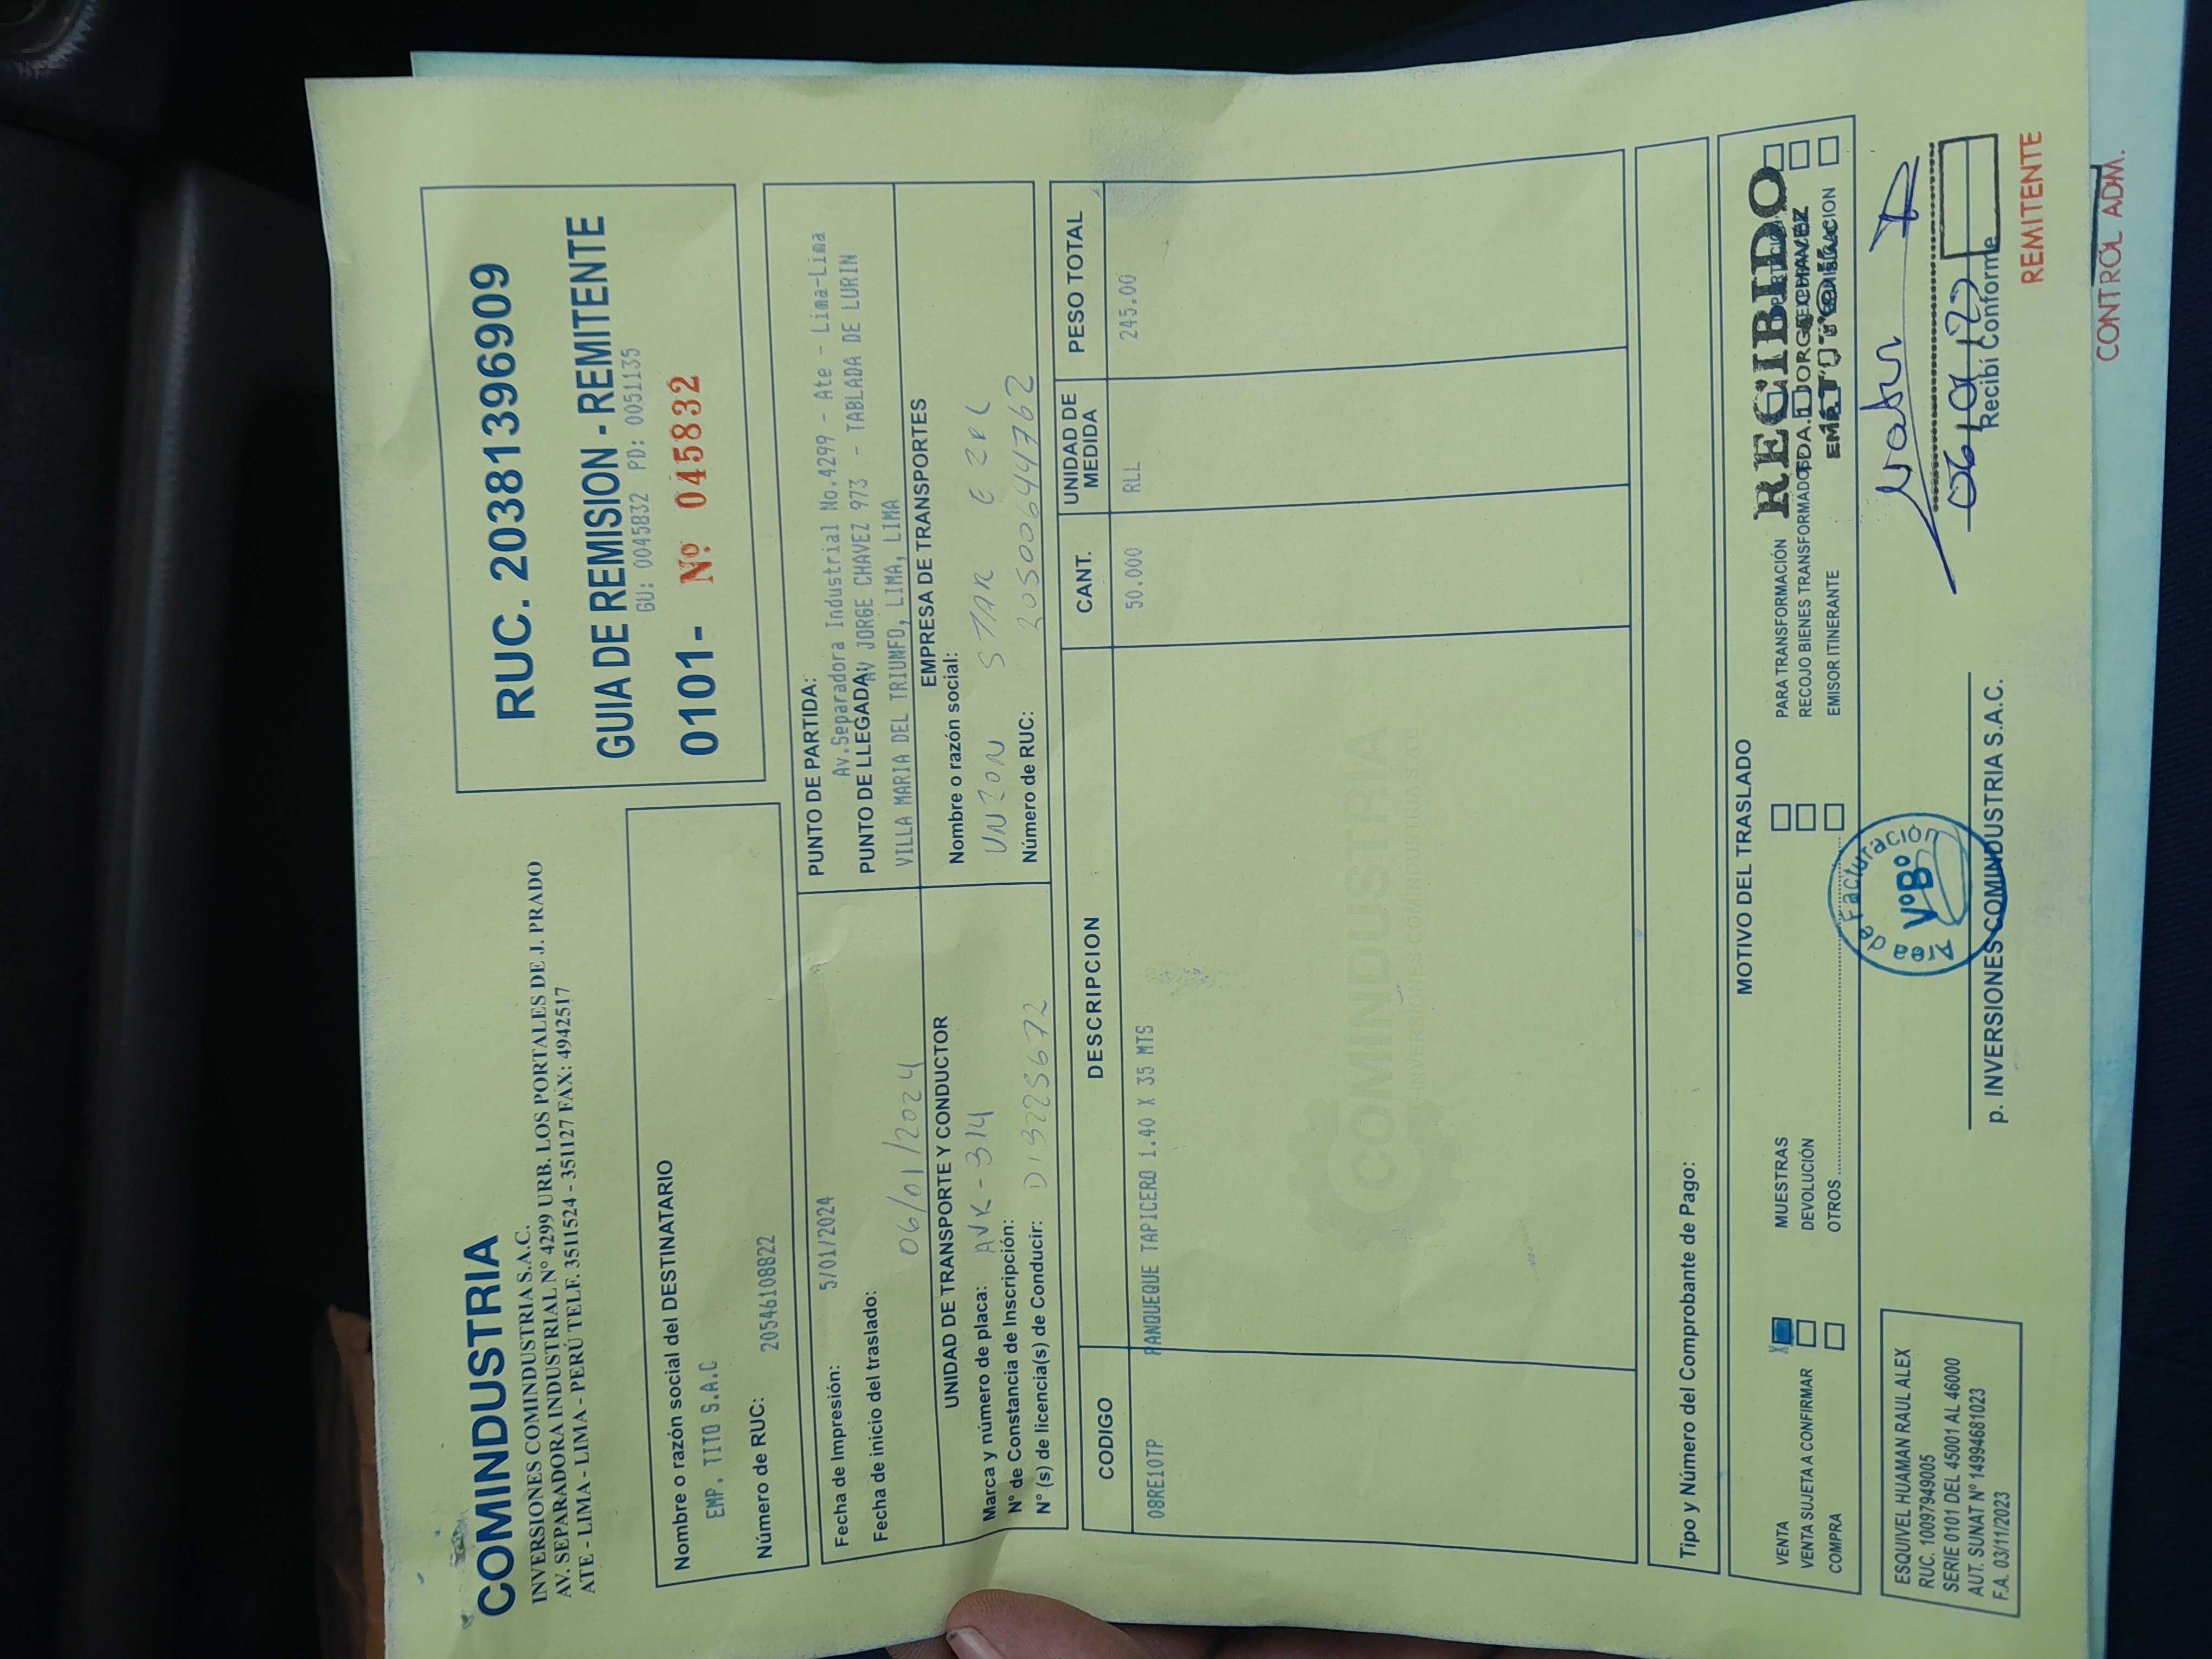 COMINDUSTRIA
INVERSIONES COMINDUSTRIA S.A.C.
AV. SEPARADORA INDUSTRIAL Nº 4299 URB. LOS PORTALES DE J. PRADO
ATE - LIMA - LIMA - PERÚ TELF. 3511524 - 351127 FAX: 4942517
RUC. 20381396909
GUIA DE REMISION - REMITENTE
GU: 0045832 PD: 0051135
0101- Nº 045832
Nombre o razón social del DESTINATARIO
EMP. TITO S.A.C
Número de RUC: 20546108822
PUNTO DE PARTIDA:
Av.Separadora Industrial No.4299 - Ate - Lima-Lima
PUNTO DE LLEGADA: AV JORGE CHAVEZ 973 - TABLADA DE LURIN
VILLA MARIA DEL TRIUNFO, LIMA, LIMA
Fecha de Impresión: 5/01/2024
Fecha de inicio del traslado: 06/01/2024
UNIDAD DE TRANSPORTE Y CONDUCTOR
Marca y número de placa: AVK-314
Nº de Constancia de Inscripción:
Nº (s) de licencia(s) de Conducir:
EMPRESA DE TRANSPORTES
Nombre o razón social:
STAR
Número de RUC: 20500644762
CODIGO DESCRIPCION CANT. UNIDAD DE MEDIDA PESO TOTAL
08RE10TP PANQUEQUE TAPICERO 1.40 X 35 MTS 50.000 RLL 245.00
COMINDUSTRIA
INVERSIONES COMINDUSTRIA S.A.C
Tipo y Número del Comprobante de Pago:
MOTIVO DEL TRASLADO
VENTA X
VENTA SUJETA A CONFIRMAR
COMPRA
MUESTRAS
DEVOLUCIÓN
OTROS
PARA TRANSFORMACIÓN
RECOJO BIENES TRANSFORMADOS
EMISOR ITINERANTE
RECIBIDO
06/01/
Recibí Conforme
Area de Facturación
VºBº
p. INVERSIONES COMINDUSTRIA S.A.C.
ESQUIVEL HUAMAN RAUL ALEX
RUC. 10097949005
SERIE 0101 DEL 45001 AL 46000
AUT. SUNAT Nº 1499468
1023
F.A. 03/11/2023
REMITENTE
CONTROL ADM.